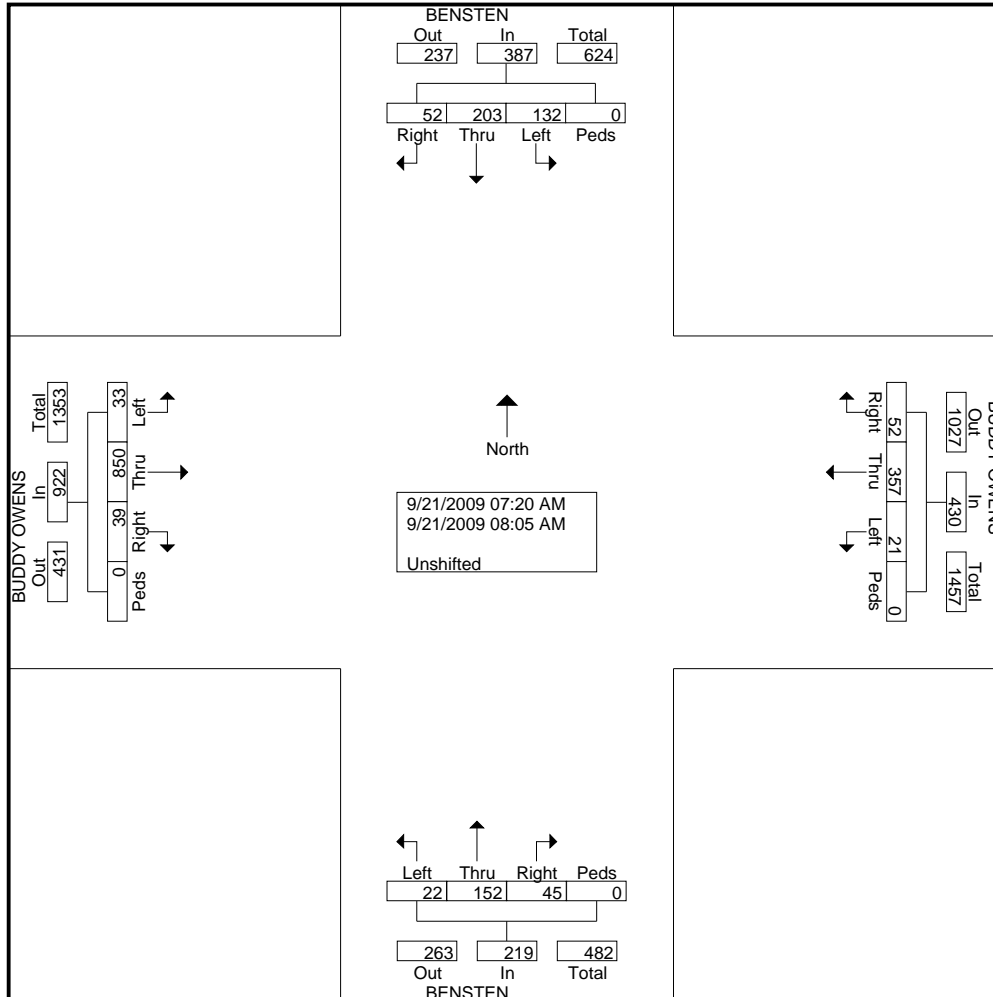 BENSTEN
Out In Total
237 387 624
52 203 132 0
Right Thru Left Peds
BUDDY OWENS
Total In Out
1353 922 431
33 850 39 0
Left Thru Right Peds
North
9/21/2009 07:20 AM
9/21/2009 08:05 AM
Unshifted
Right Thru Left Peds
52 357 21 0
1027 430 1457
Out In Total
BUDDY OWENS
Left Thru Right Peds
22 152 45 0
263 219 482
Out In Total
BENSTEN